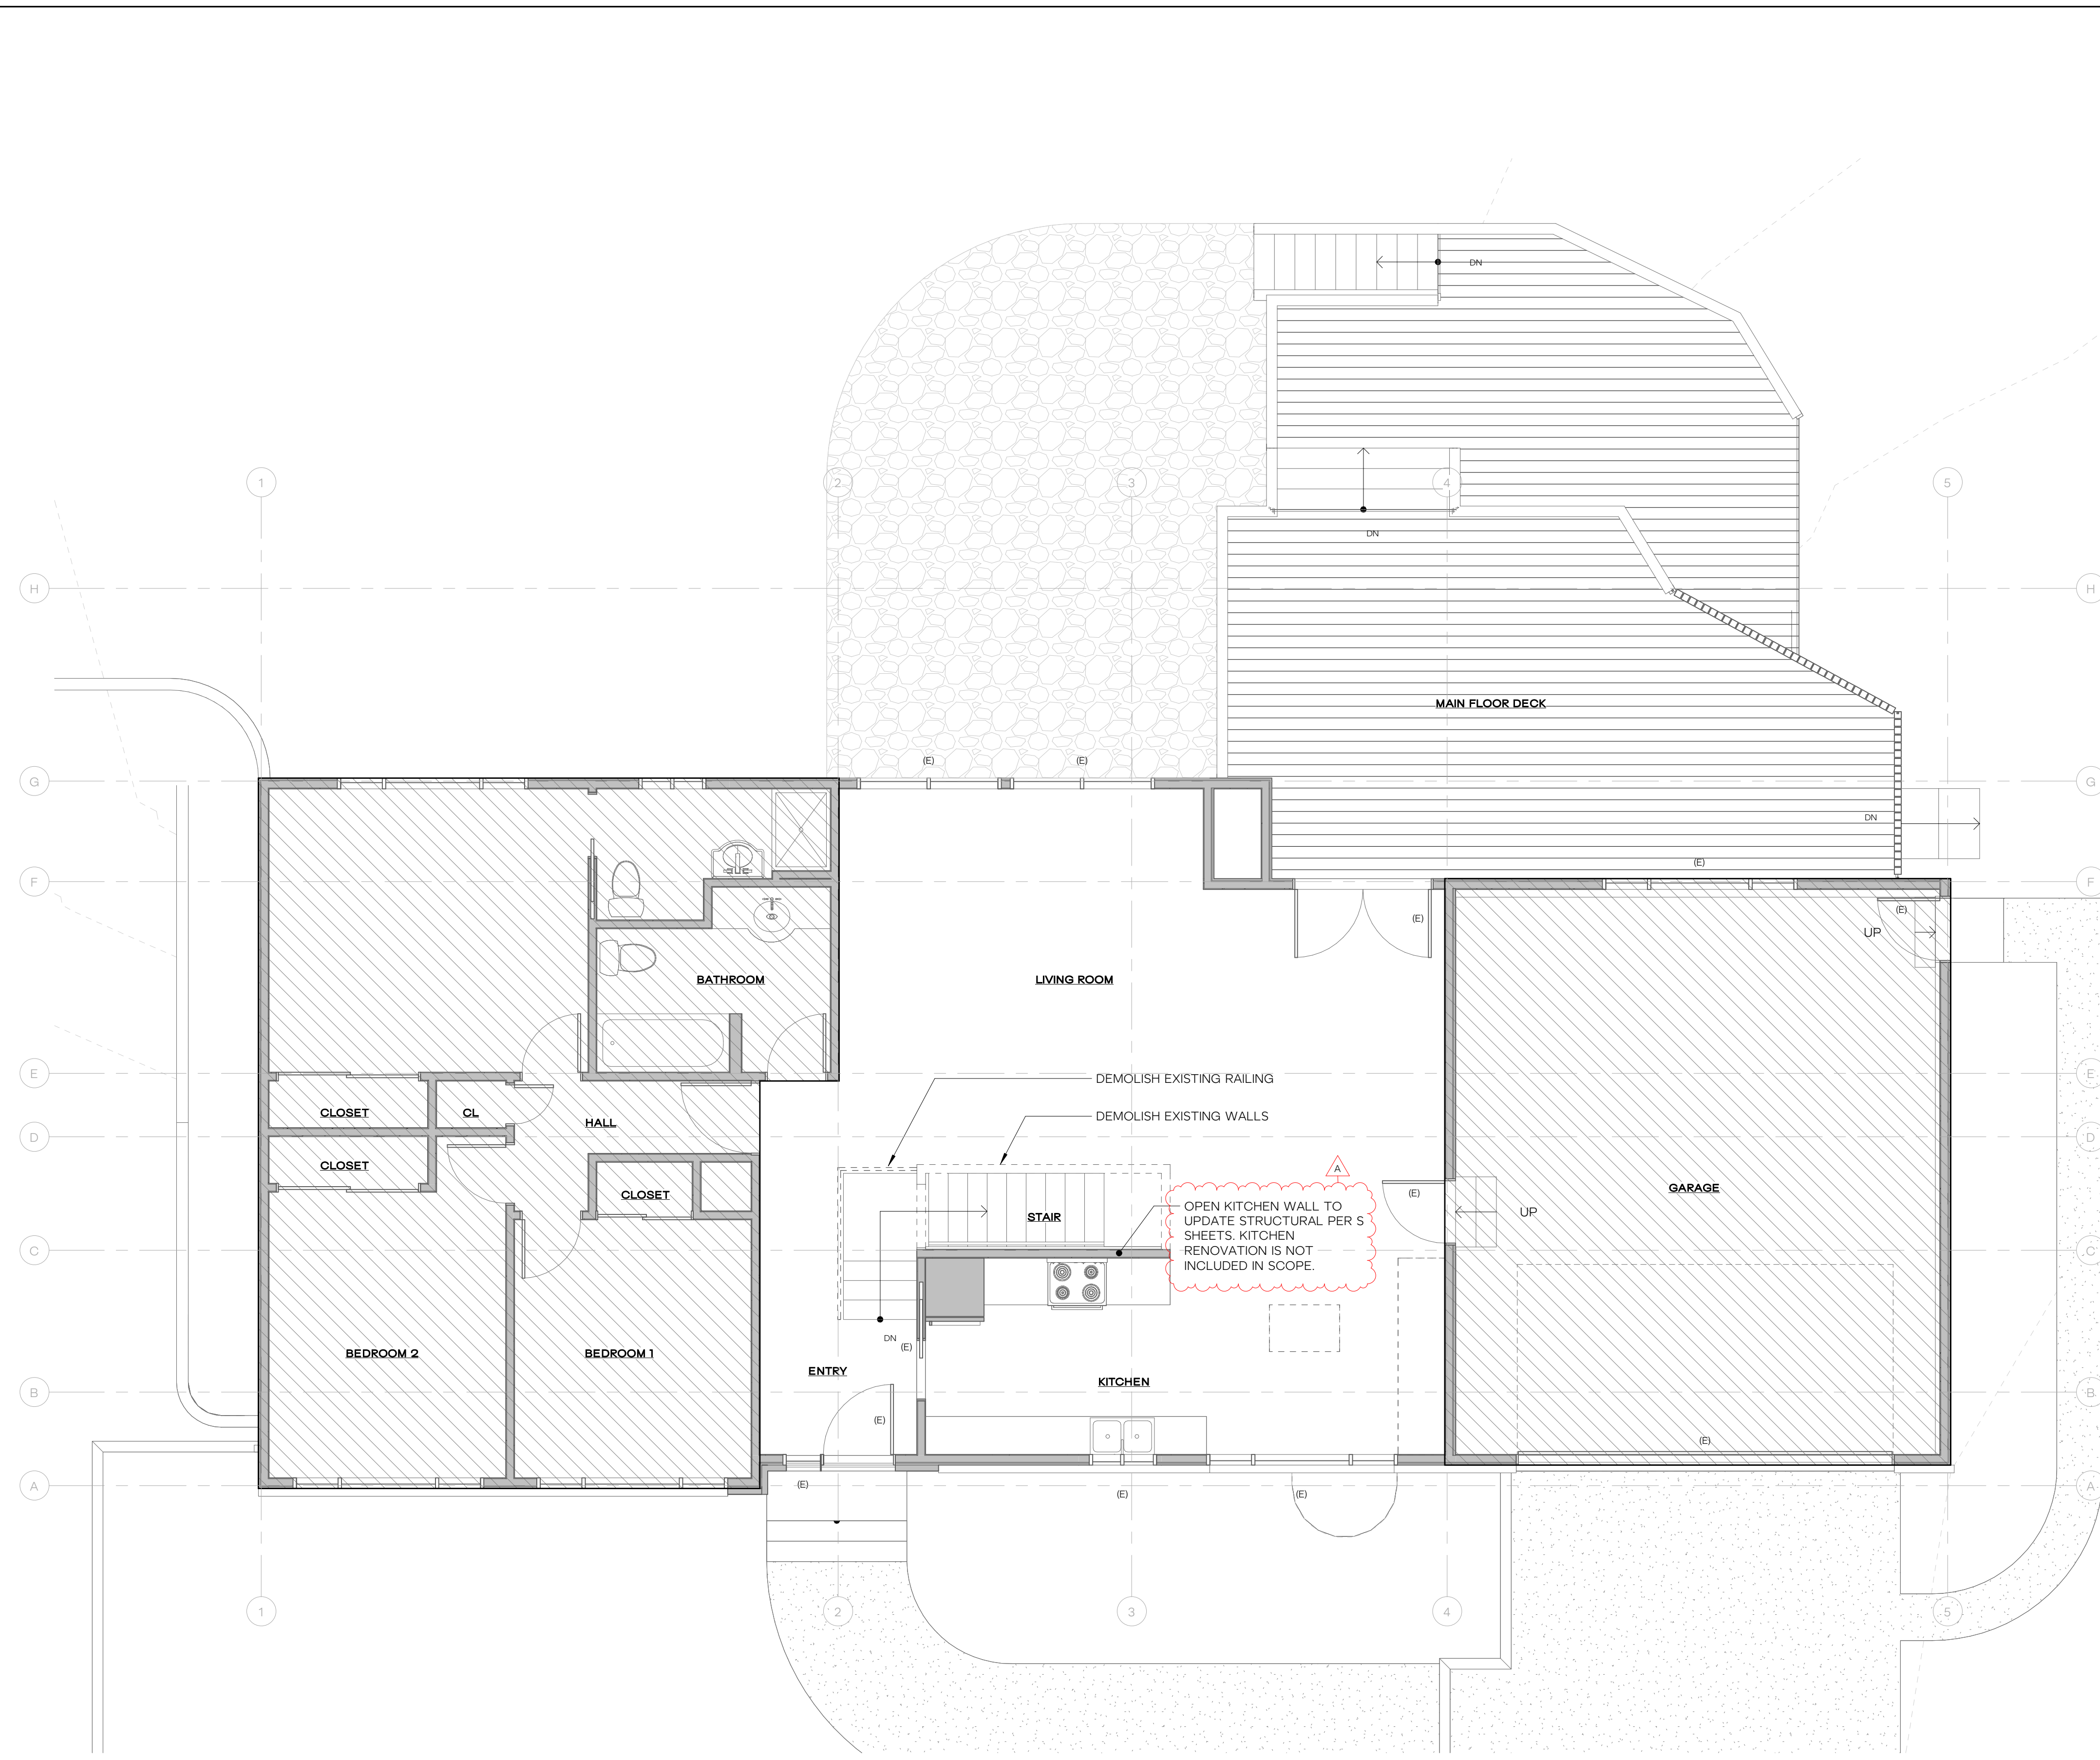 DN
1
2
3
4
5
DN
H
H
MAIN FLOOR DECK
(E)
(E)
G
G
DN
(E)
F
F
(E)
(E)
UP
BATHROOM
LIVING ROOM
E
E
DEMOLISH EXISTING RAILING
CLOSET
CL
DEMOLISH EXISTING WALLS
HALL
D
D
CLOSET
A
CLOSET
(E)
GARAGE
OPEN KITCHEN WALL TO
UPDATE STRUCTURAL PER S
SHEETS. KITCHEN
RENOVATION IS NOT
INCLUDED IN SCOPE.
STAIR
UP
C
C
DN
(E)
BEDROOM 2
BEDROOM 1
ENTRY
KITCHEN
B
B
(E)
(E)
A
A
(E)
(E)
(E)
1
2
3
4
5